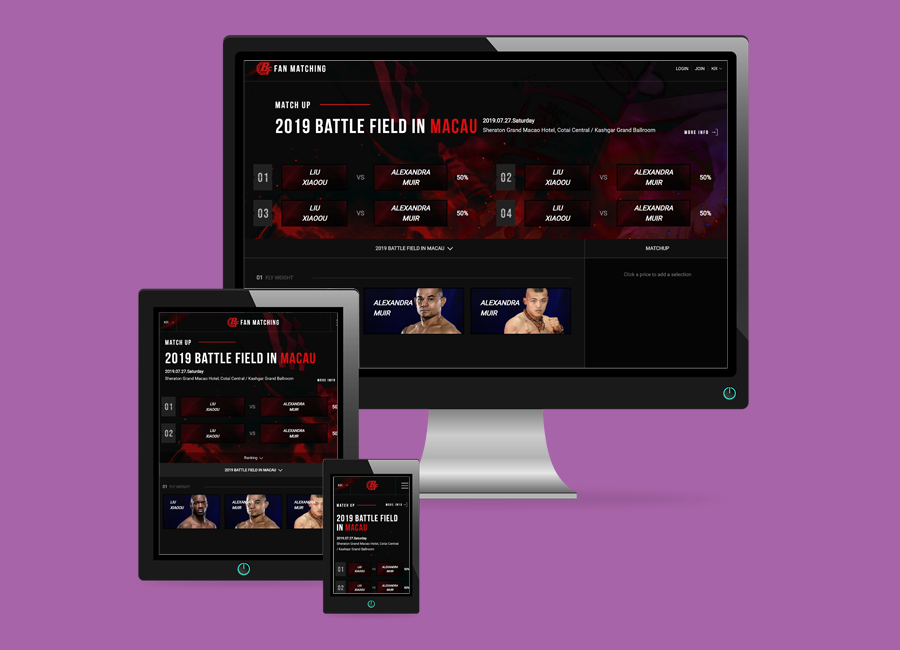 FAN MATCHING
LOGIN JOIN KR
MATCH UP
2019 BATTLE FIELD IN MACAU
2019.07.27.Saturday
Sheraton Grand Macao Hotel, Cotai Central / Kashgar Grand Ballroom
MORE INFO
01 LIU XIAOOU VS ALEXANDRA MUIR 50%
02 LIU XIAOOU VS ALEXANDRA MUIR 50%
03 LIU XIAOOU VS ALEXANDRA MUIR 50%
04 LIU XIAOOU VS ALEXANDRA MUIR 50%
2019 BATTLE FIELD IN MACAU
MATCHUP
01 FLY WEIGHT
Click a price to add a selection
ALEXANDRA MUIR
ALEXANDRA MUIR
FAN MATCHING
MATCH UP
2019 BATTLE FIELD IN MACAU
2019.07.27.Saturday
Sheraton Grand Macao Hotel, Cotai Central / Kashgar Grand Ballroom
MORE INFO
01 LIU XIAOOU VS ALEXANDRA MUIR 50
02 LIU XIAOOU VS ALEXANDRA MUIR 50
Ranking
2019 BATTLE FIELD IN MACAU
01 FLY WEIGHT
LIU XIAOOU
ALEXANDRA MUIR
ALEXANDRA MUIR
MATCH UP
MORE INFO
2019 BATTLE FIELD
IN MACAU
2019.07.27.Saturday
Sheraton Grand Macao Hotel, Cotai Central
/ Kashgar Grand Ballroom
01 LIU XIAOOU VS ALEXANDRA MUIR 50%
02 LIU XIAOOU VS ALEXANDRA MUIR 50%